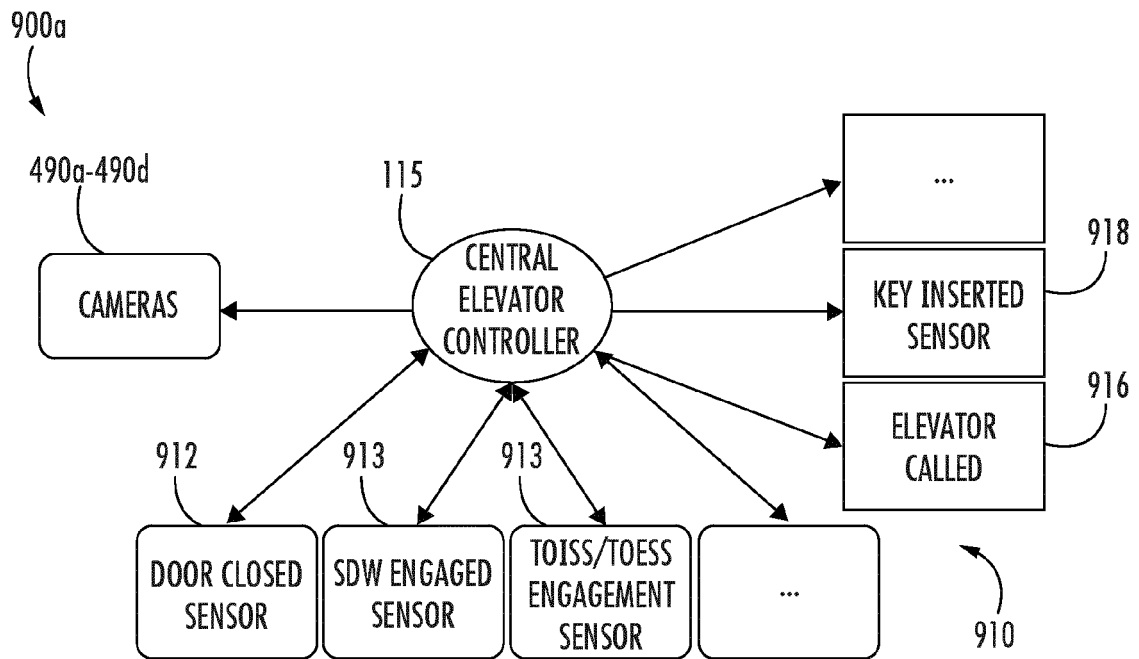 900a
490a-490d
115
...
918
CAMERAS
CENTRAL
ELEVATOR
CONTROLLER
KEY INSERTED
SENSOR
916
ELEVATOR
CALLED
912
913
913
DOOR CLOSED
SENSOR
SDW ENGAGED
SENSOR
TOISS/TOESS
ENGAGEMENT
SENSOR
...
910